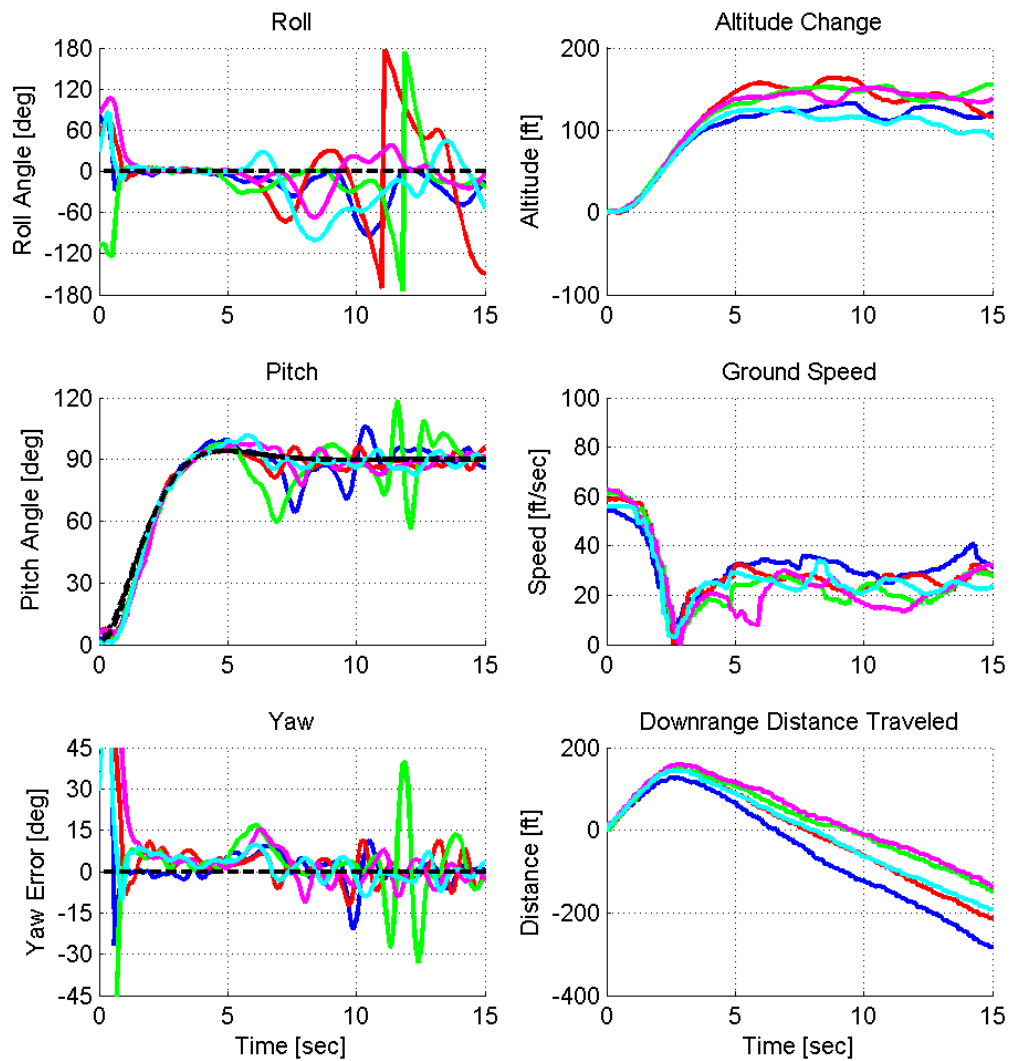 Roll
Roll Angle [deg]
180
120
60
0
-60
-120
-180
0 5 10 15
Altitude Change
Altitude [ft]
200
100
0
-100
0 5 10 15
Pitch
Pitch Angle [deg]
120
90
60
30
0
0 5 10 15
Ground Speed
Speed [ft/sec]
100
80
60
40
20
0
0 5 10 15
Yaw
Yaw Error [deg]
45
30
15
0
-15
-30
-45
0 5 10 15
Time [sec]
Downrange Distance Traveled
Distance [ft]
200
0
-200
-400
0 5 10 15
Time [sec]